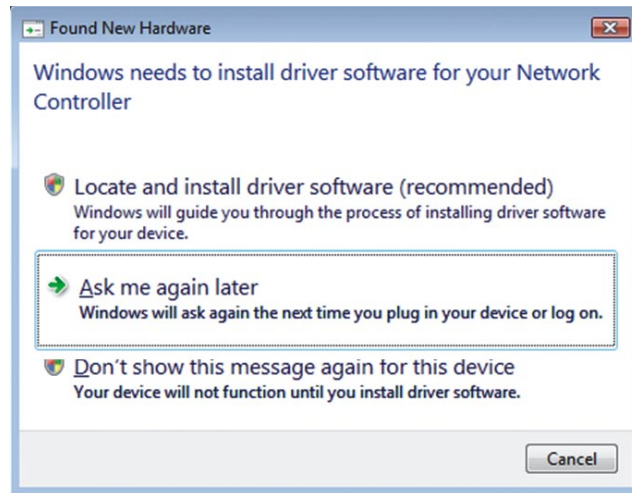 Found New Hardware
Windows needs to install driver software for your Network
Controller
Locate and install driver software (recommended)
Windows will guide you through the process of installing driver software
for your device.
Ask me again later
Windows will ask again the next time you plug in your device or log on.
Don't show this message again for this device
Your device will not function until you install driver software.
Cancel